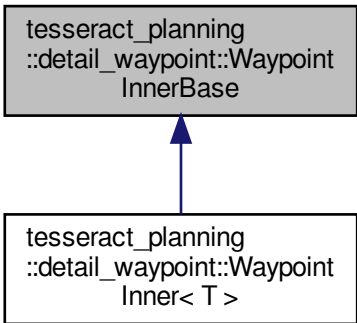 tesseract_planning
::detail_waypoint::Waypoint
InnerBase
tesseract_planning
::detail_waypoint::Waypoint
Inner< T >